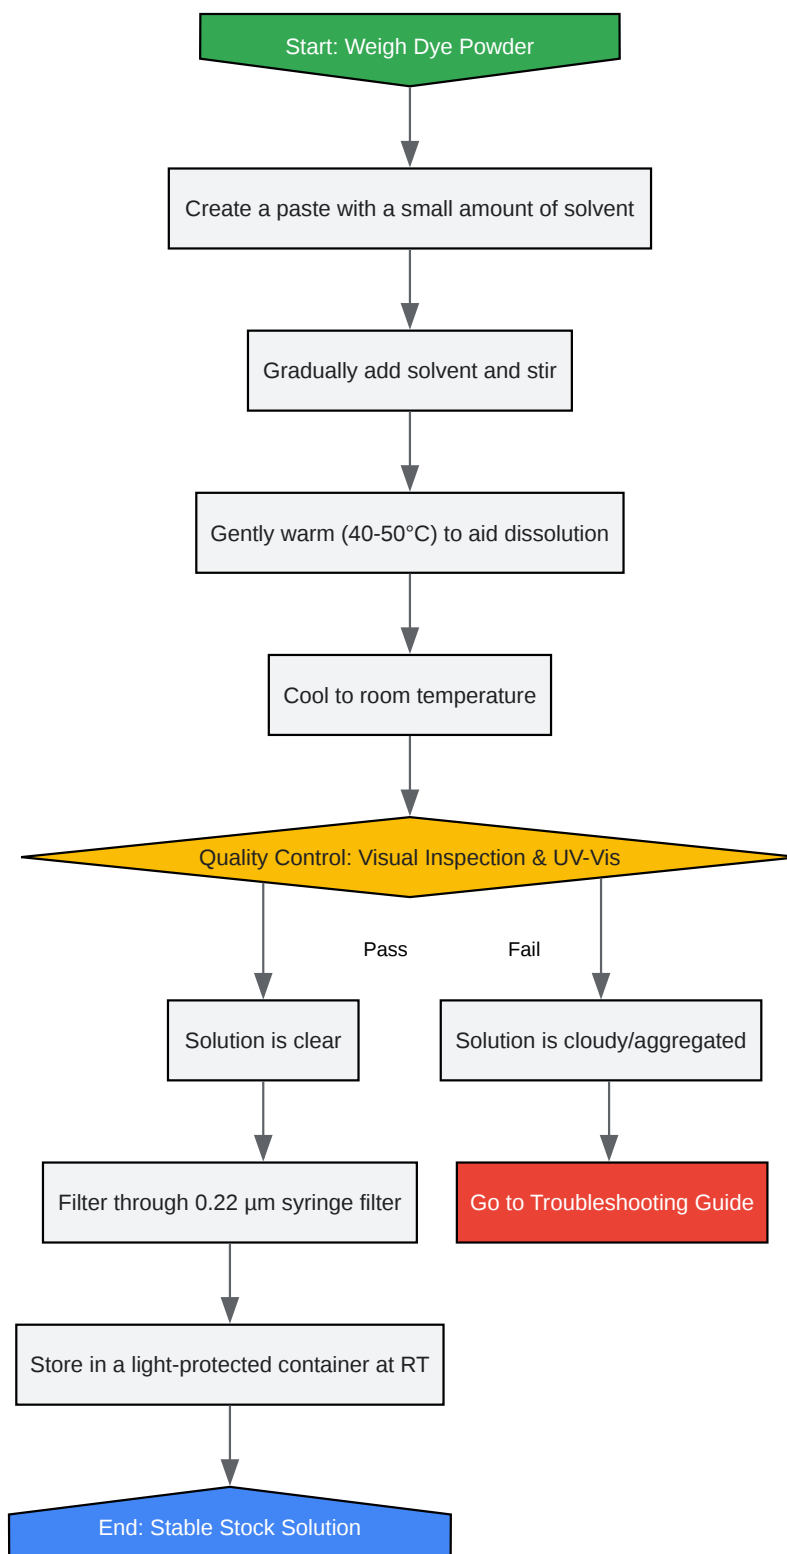 Start: Weigh Dye Powder
Create a paste with a small amount of solvent
Gradually add solvent and stir
Gently warm (40-50°C) to aid dissolution
Cool to room temperature
Quality Control: Visual Inspection & UV-Vis
Pass
Fail
Solution is clear
Solution is cloudy/aggregated
Filter through 0.22 µm syringe filter
Go to Troubleshooting Guide
Store in a light-protected container at RT
End: Stable Stock Solution